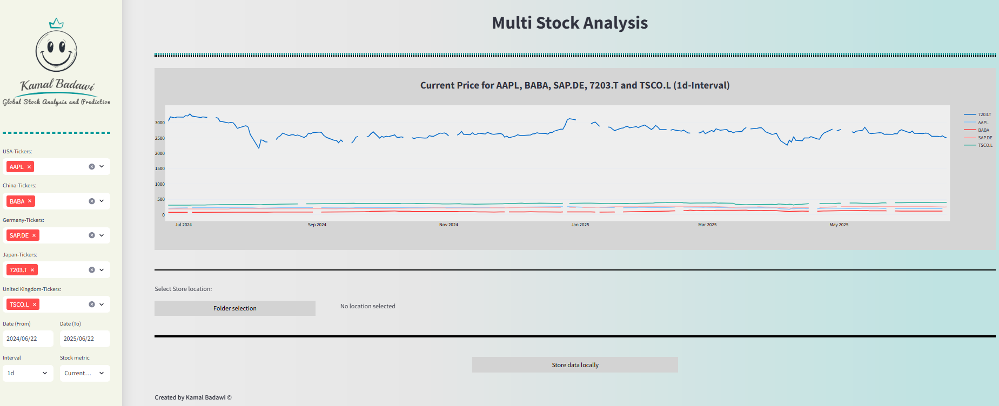 Kamal Badawi
Global Stock Analysis and Prediction
USA-Tickers:
AAPL ×
China-Tickers:
BABA ×
Germany-Tickers:
SAP.DE ×
Japan-Tickers:
7203.T ×
United Kingdom-Tickers:
TSCO.L ×
Date (From) Date (To)
2024/06/22 2025/06/22
Interval Stock metric
1d Current...
Multi Stock Analysis
Current Price for AAPL, BABA, SAP.DE, 7203.T and TSCO.L (1d-Interval)
3000
2500
2000
1500
1000
500
0
Jul 2024 Sep 2024 Nov 2024 Jan 2025 Mar 2025 May 2025
7203.T
AAPL
BABA
SAP.DE
TSCO.L
Select Store location:
Folder selection No location selected
Store data locally
Created by Kamal Badawi ©